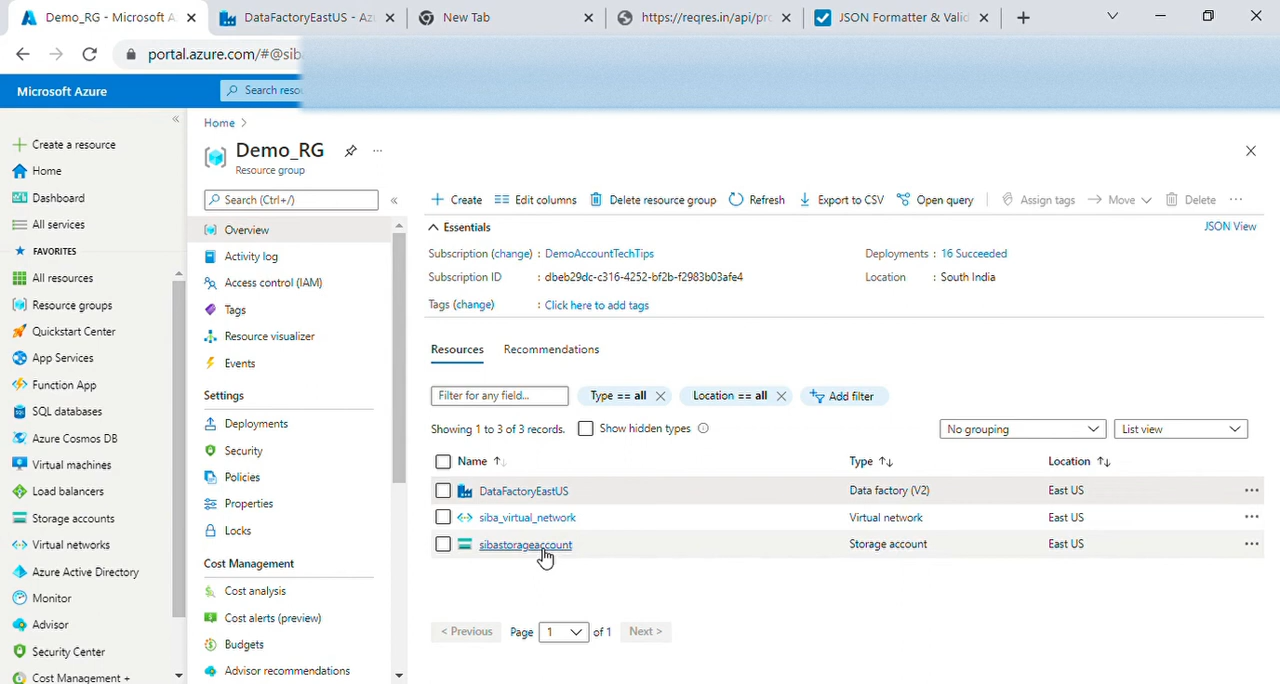 Demo_RG - Microsoft A
DataFactoryEastUS - Az
New Tab
https://reqres.in/api/pr
JSON Formatter & Vali
portal.azure.com/#@sib
Microsoft Azure
Search reso
Home >
Demo_RG
Resource group
Create a resource
Home
Dashboard
All services
FAVORITES
All resources
Resource groups
Quickstart Center
App Services
Function App
SQL databases
Azure Cosmos DB
Virtual machines
Load balancers
Storage accounts
Virtual networks
Azure Active Directory
Monitor
Advisor
Security Center
Cost Management +
Search (Ctrl+/)
Overview
Activity log
Access control (IAM)
Tags
Resource visualizer
Events
Settings
Deployments
Security
Policies
Properties
Locks
Cost Management
Cost analysis
Cost alerts (preview)
Budgets
Advisor recommendations
Create Edit columns Delete resource group Refresh Export to CSV Open query Assign tags Move Delete
Essentials JSON View
Subscription (change) : DemoAccountTechTips Deployments : 16 Succeeded
Subscription ID : dbeb29dc-c316-4252-bf2b-f2983b03afe4 Location : South India
Tags (change) : Click here to add tags
Resources Recommendations
Filter for any field... Type == all Location == all Add filter
Showing 1 to 3 of 3 records. Show hidden types No grouping List view
Name Type Location
DataFactoryEastUS Data factory (V2) East US
siba_virtual_network Virtual network East US
sibastorageaccount Storage account East US
< Previous Page 1 of 1 Next >